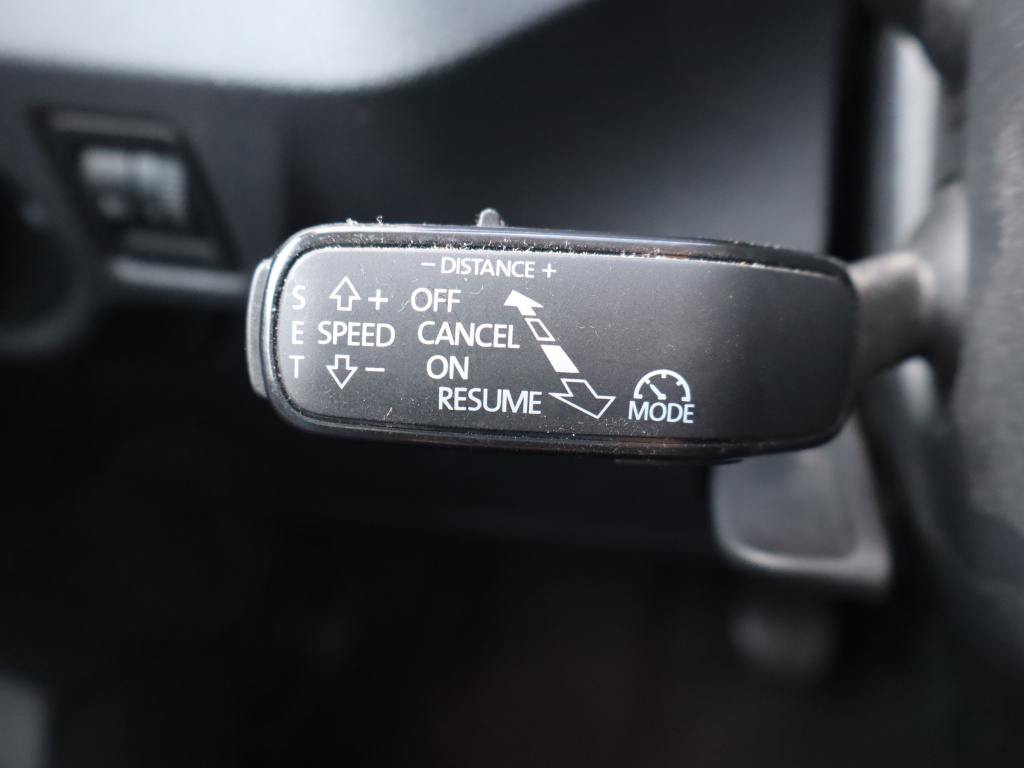 − DISTANCE +
S + OFF
E SPEED CANCEL
T − ON
RESUME
MODE